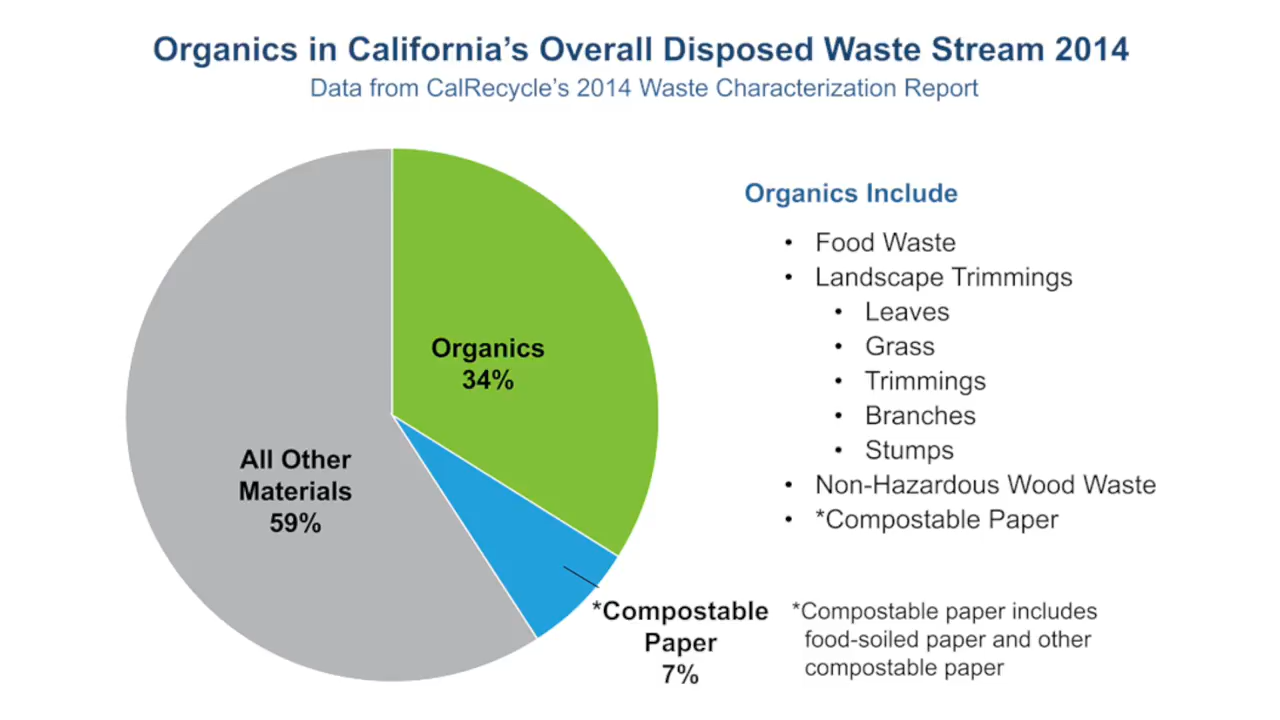 Organics in California's Overall Disposed Waste Stream 2014
Data from CalRecycle's 2014 Waste Characterization Report
Organics
34%
All Other
Materials
59%
*Compostable
Paper
7%
Organics Include
• Food Waste
• Landscape Trimmings
• Leaves
• Grass
• Trimmings
• Branches
• Stumps
• Non-Hazardous Wood Waste
• *Compostable Paper
*Compostable paper includes
food-soiled paper and other
compostable paper